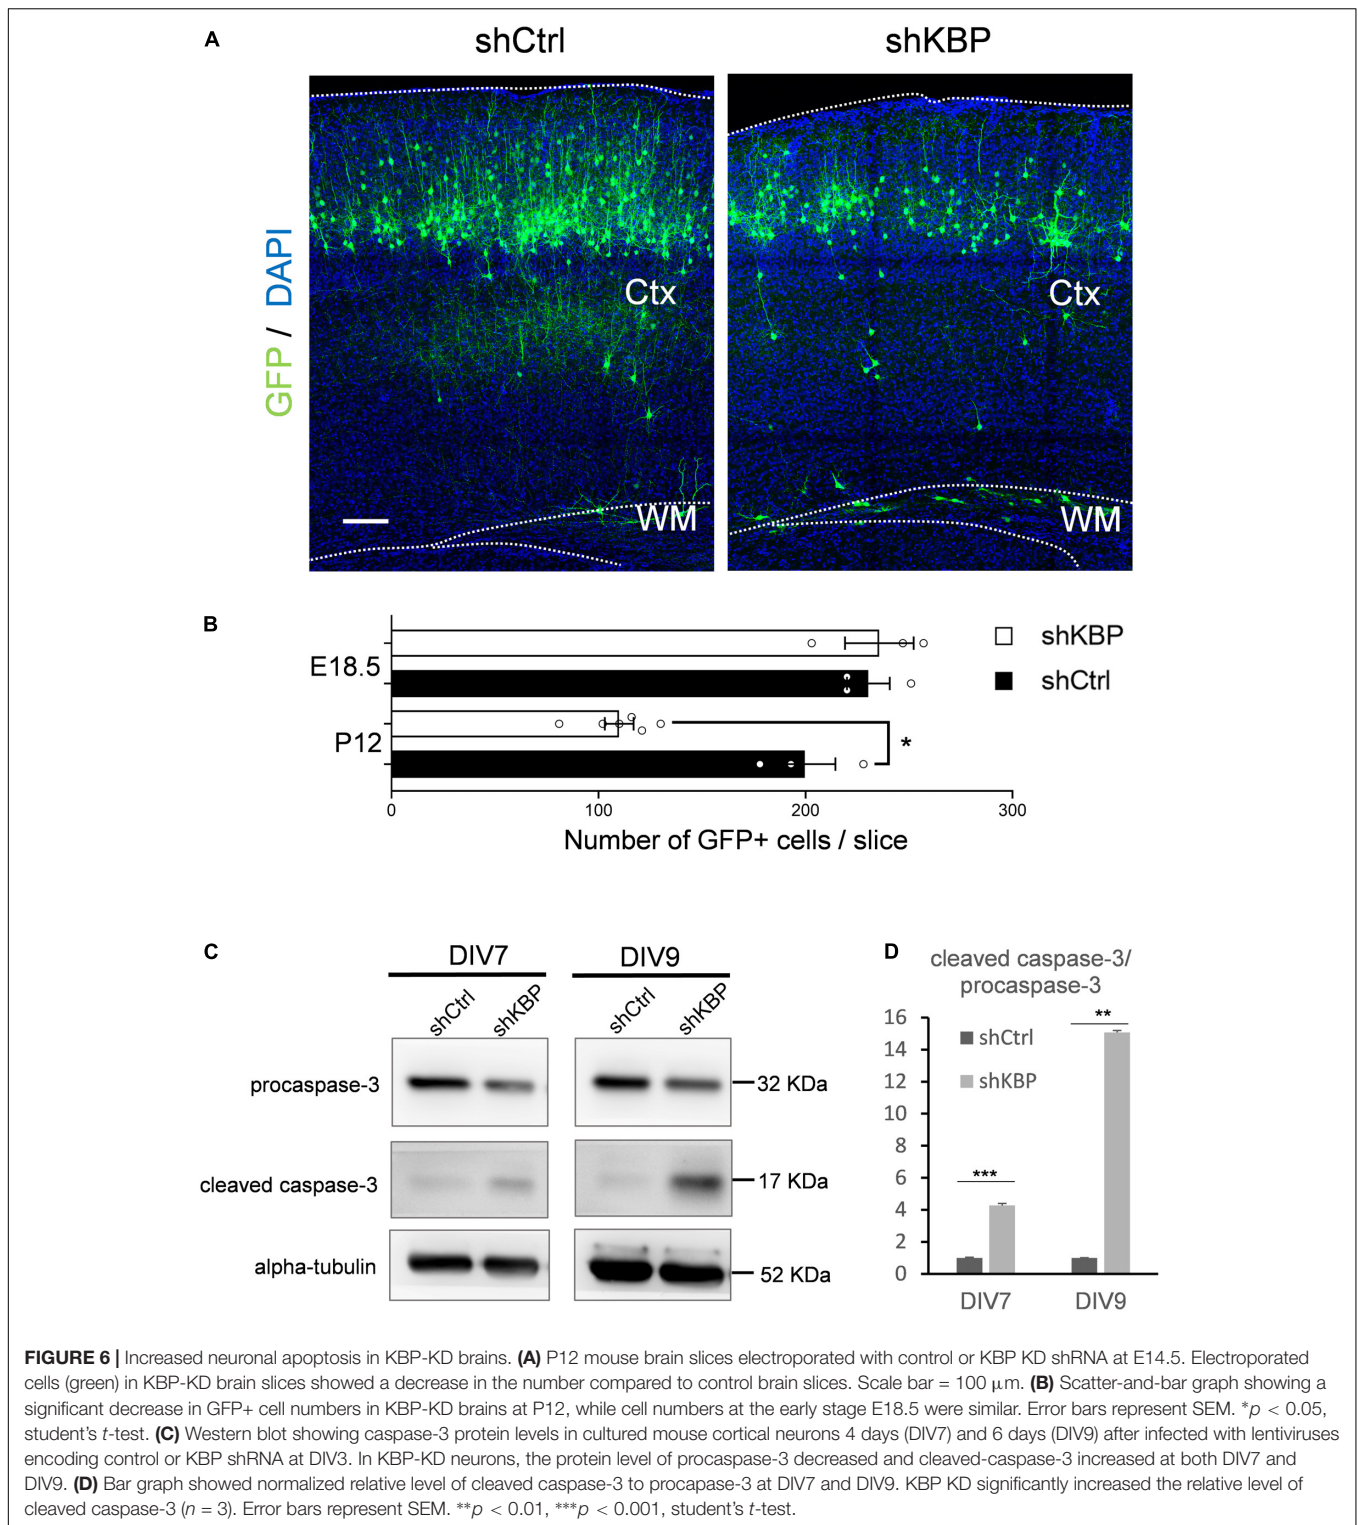 A
shCtrl
shKBP
GFP / DAPI
Ctx
Ctx
WM
WM
B
E18.5
P12
*
shKBP
shCtrl
0
100
200
300
Number of GFP+ cells / slice
C
DIV7
DIV9
shCtrl
shKBP
shCtrl
shKBP
procaspase-3
32 KDa
cleaved caspase-3
17 KDa
alpha-tubulin
52 KDa
D
cleaved caspase-3/
procaspase-3
16
14
12
10
8
6
4
2
0
shCtrl
shKBP
***
**
DIV7
DIV9
FIGURE 6 | Increased neuronal apoptosis in KBP-KD brains. (A) P12 mouse brain slices electroporated with control or KBP KD shRNA at E14.5. Electroporated
cells (green) in KBP-KD brain slices showed a decrease in the number compared to control brain slices. Scale bar = 100 μm. (B) Scatter-and-bar graph showing a
significant decrease in GFP+ cell numbers in KBP-KD brains at P12, while cell numbers at the early stage E18.5 were similar. Error bars represent SEM. *p < 0.05,
student's t-test. (C) Western blot showing caspase-3 protein levels in cultured mouse cortical neurons 4 days (DIV7) and 6 days (DIV9) after infected with lentiviruses
encoding control or KBP shRNA at DIV3. In KBP-KD neurons, the protein level of procaspase-3 decreased and cleaved-caspase-3 increased at both DIV7 and
DIV9. (D) Bar graph showed normalized relative level of cleaved caspase-3 to procapase-3 at DIV7 and DIV9. KBP KD significantly increased the relative level of
cleaved caspase-3 (n = 3). Error bars represent SEM. **p < 0.01, ***p < 0.001, student's t-test.